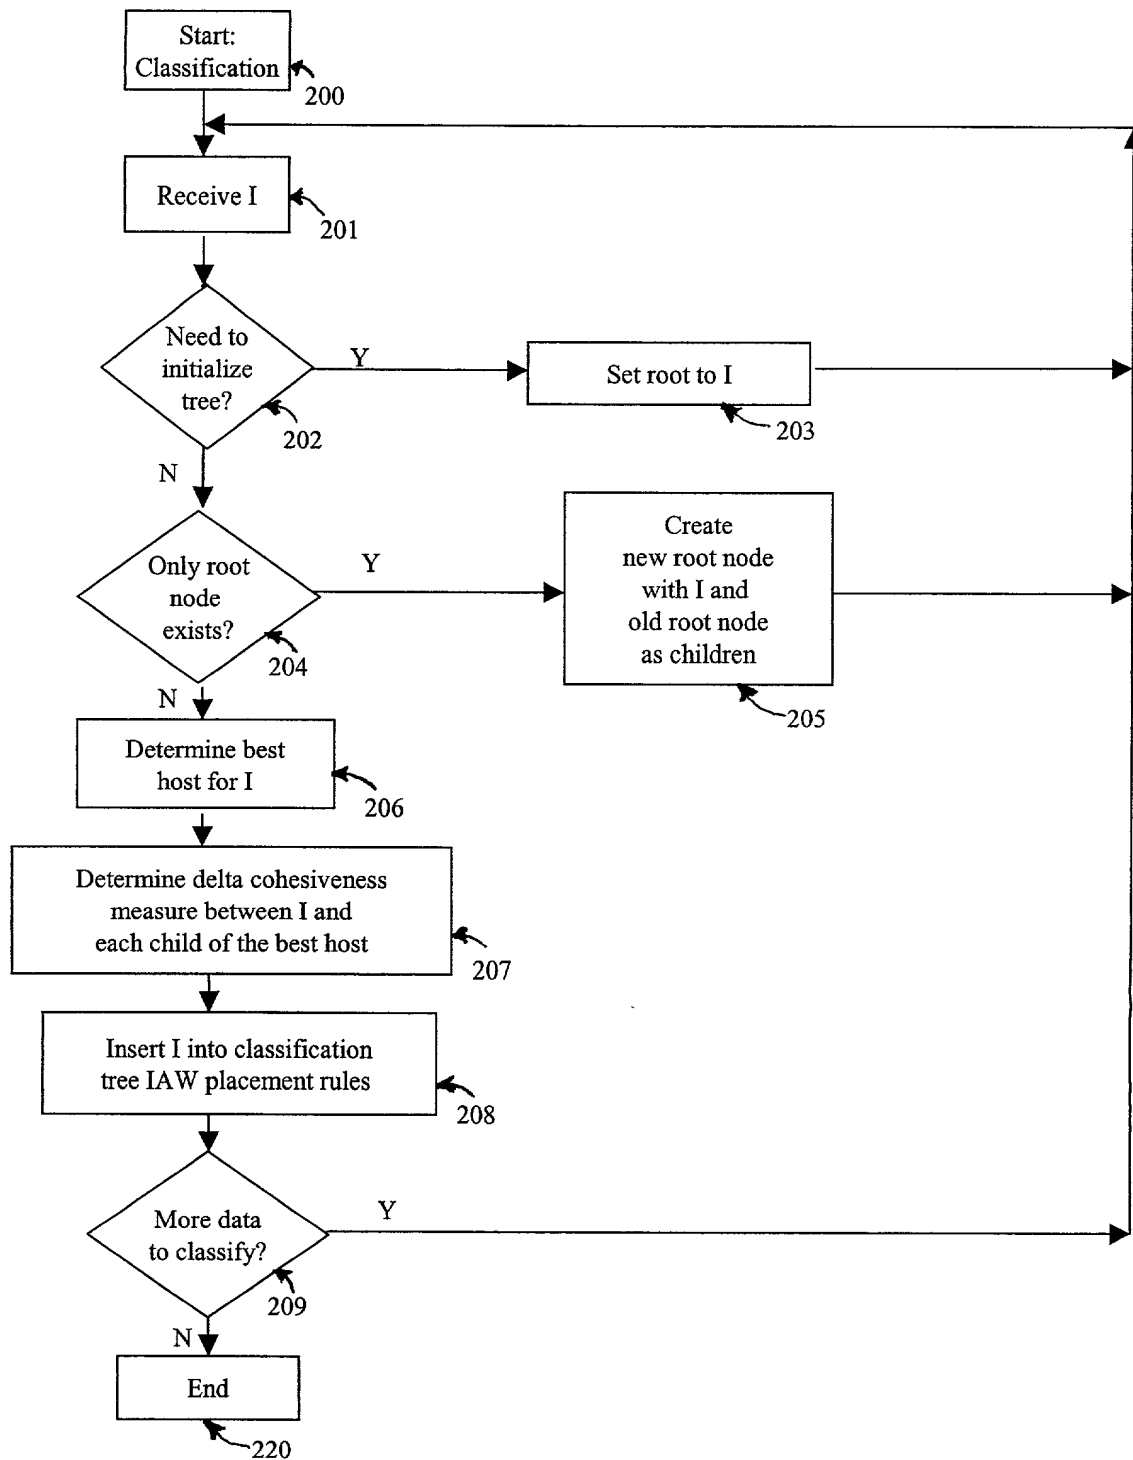 Start:
Classification
200
Receive I
201
Need to
initialize
tree?
202
Y
Set root to I
203
N
Only root
node
exists?
204
Y
Create
new root node
with I and
old root node
as children
205
N
Determine best
host for I
206
Determine delta cohesiveness
measure between I and
each child of the best host
207
Insert I into classification
tree IAW placement rules
208
More data
to classify?
209
Y
N
End
220